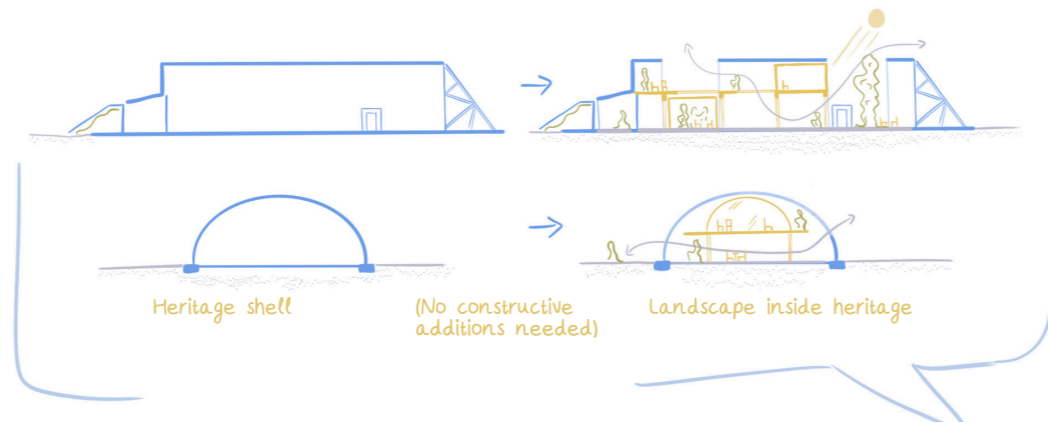 Heritage shell
(No constructive
additions needed)
Landscape inside heritage